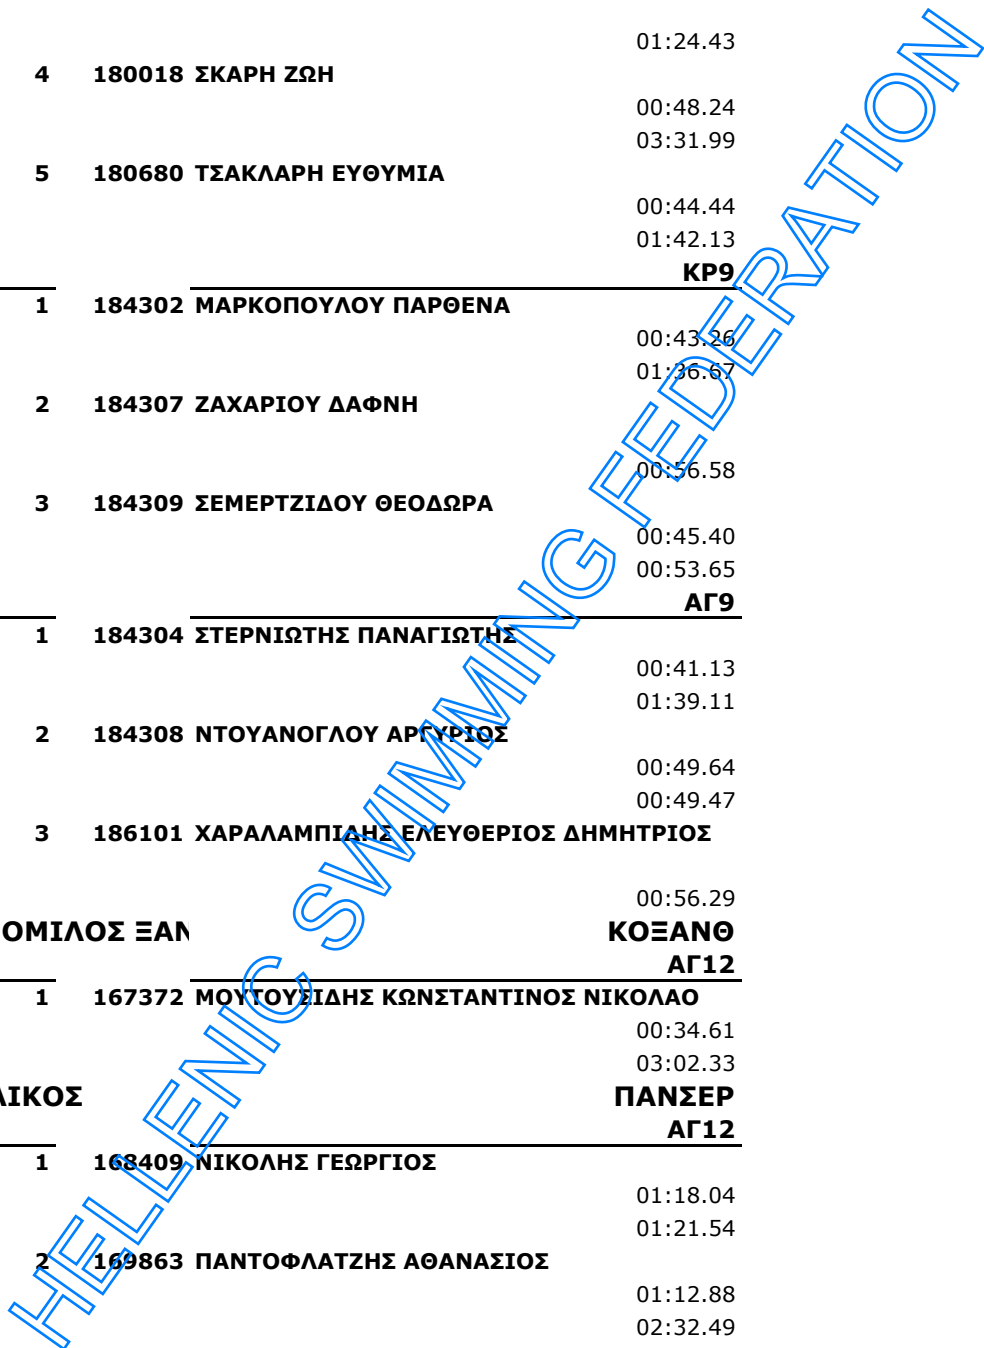 01:24.43
4 180018 ΣΚΑΡΗ ΖΩΗ
00:48.24
03:31.99
5 180680 ΤΣΑΚΛΑΡΗ ΕΥΘΥΜΙΑ
00:44.44
01:42.13
ΚΡ9
1 184302 ΜΑΡΚΟΠΟΥΛΟΥ ΠΑΡΘΕΝΑ
00:43.26
01:36.67
2 184307 ΖΑΧΑΡΙΟΥ ΔΑΦΝΗ
00:56.58
3 184309 ΣΕΜΕΡΤΖΙΔΟΥ ΘΕΟΔΩΡΑ
00:45.40
00:53.65
ΑΓ9
1 184304 ΣΤΕΡΝΙΩΤΗΣ ΠΑΝΑΓΙΩΤΗΣ
00:41.13
01:39.11
2 184308 ΝΤΟΥΑΝΟΓΛΟΥ ΑΡΓΥΡΙΟΣ
00:49.64
00:49.47
3 186101 ΧΑΡΑΛΑΜΠΙΔΗΣ ΕΛΕΥΘΕΡΙΟΣ ΔΗΜΗΤΡΙΟΣ
00:56.29
ΟΜΙΛΟΣ ΞΑΝ ΚΟΞΑΝΘ
ΑΓ12
1 167372 ΜΟΥΤΟΥΣΙΔΗΣ ΚΩΝΣΤΑΝΤΙΝΟΣ ΝΙΚΟΛΑΟ
00:34.61
03:02.33
ΙΚΟΣ ΠΑΝΣΕΡ
ΑΓ12
1 168409 ΝΙΚΟΛΗΣ ΓΕΩΡΓΙΟΣ
01:18.04
01:21.54
2 169863 ΠΑΝΤΟΦΛΑΤΖΗΣ ΑΘΑΝΑΣΙΟΣ
01:12.88
02:32.49
HELLENIC SWIMMING FEDERATION